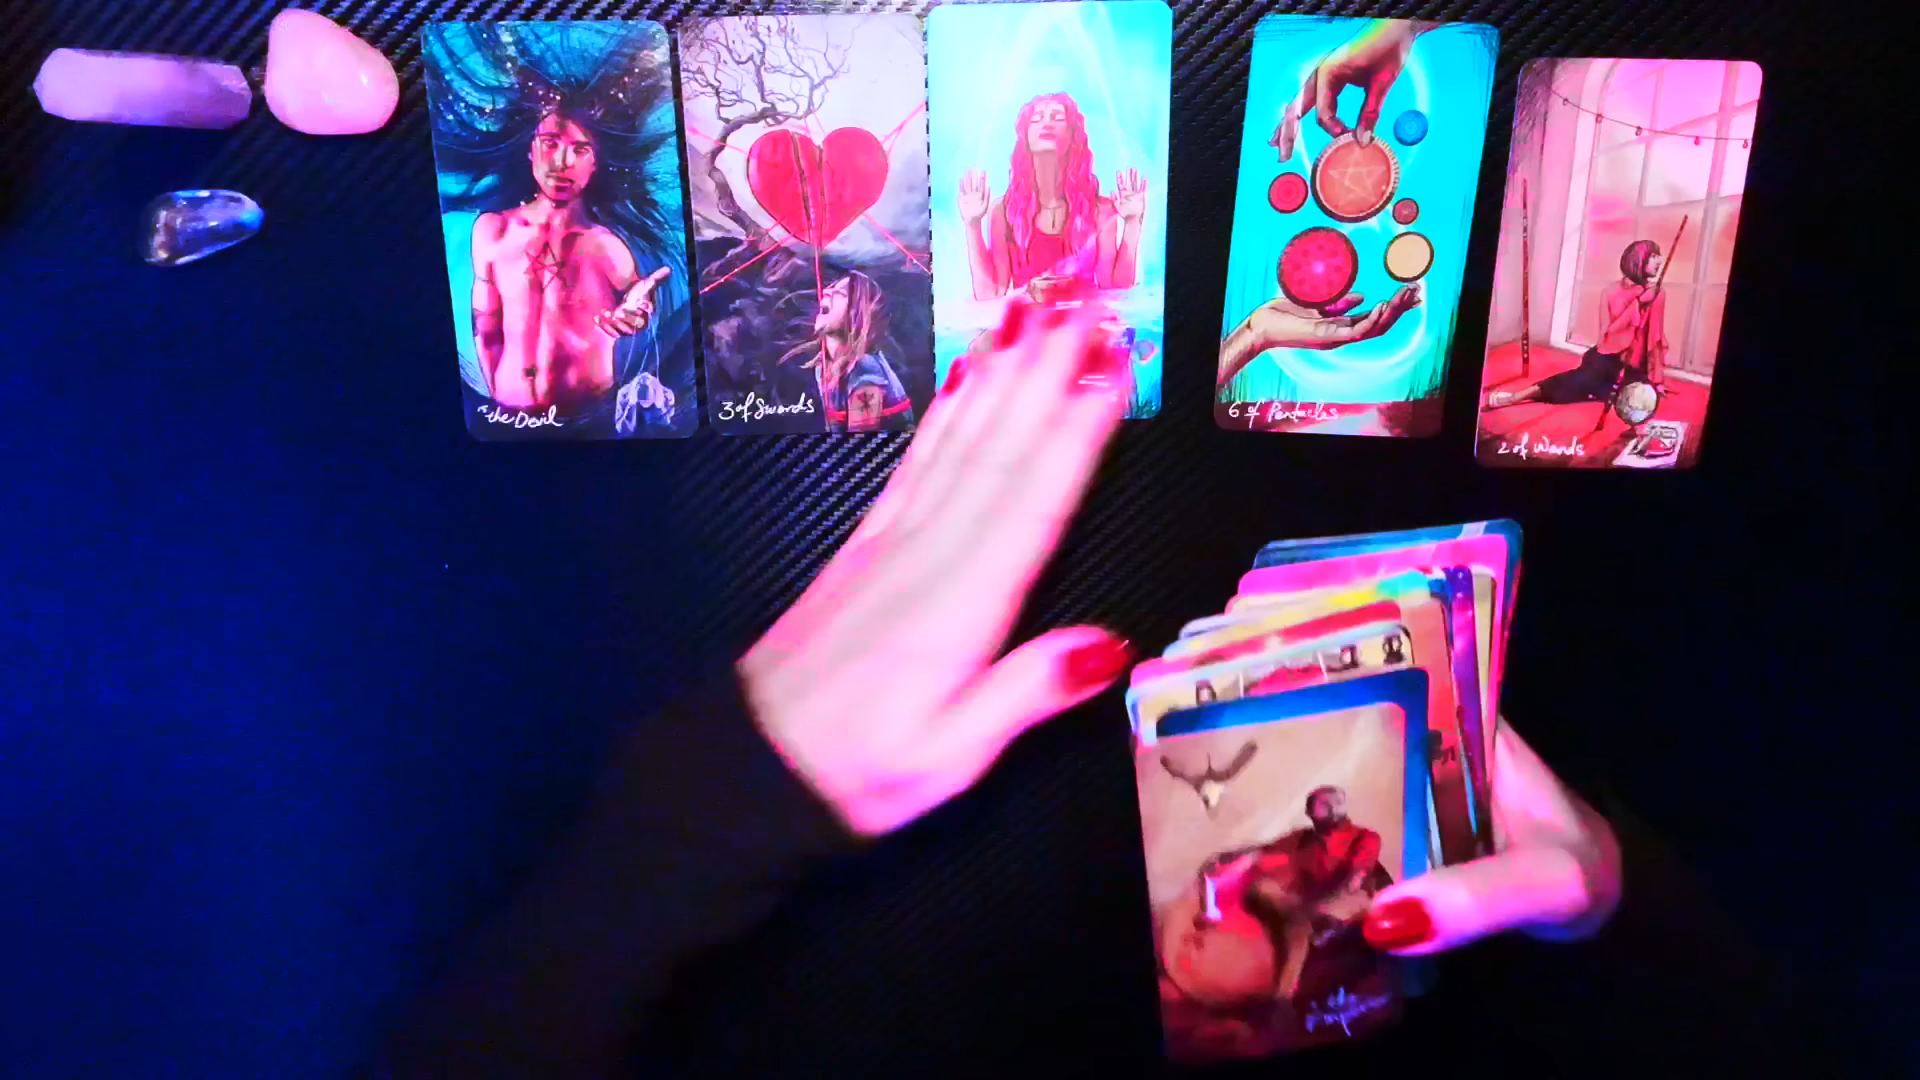 the Devil
3 of Swords
6 of Pentacles
2 of Wands